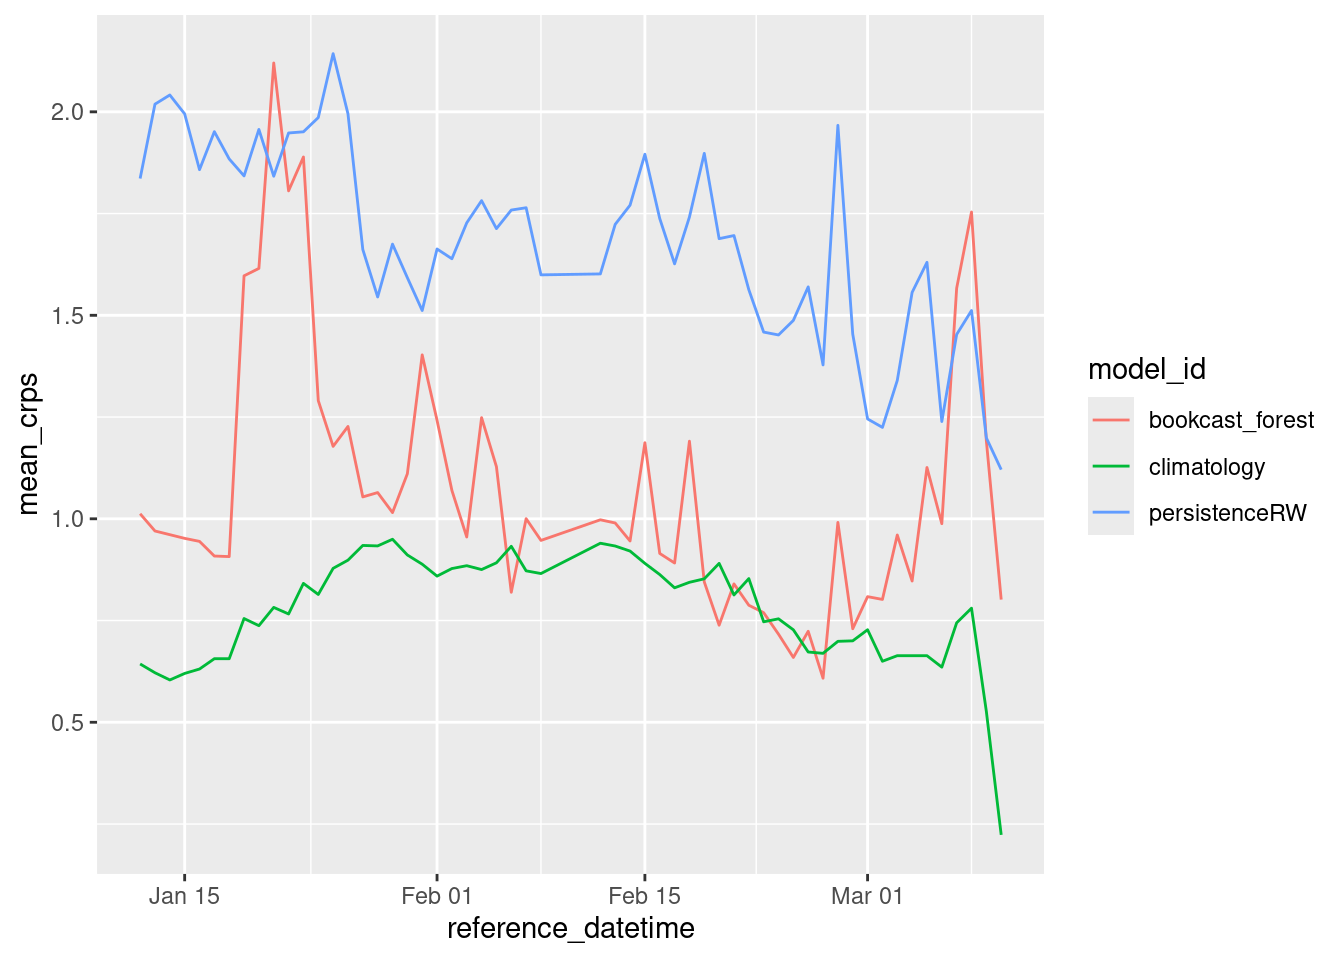 mean_crps
2.0
1.5
1.0
0.5
Jan 15
Feb 01
Feb 15
Mar 01
reference_datetime
model_id
bookcast_forest
climatology
persistenceRW